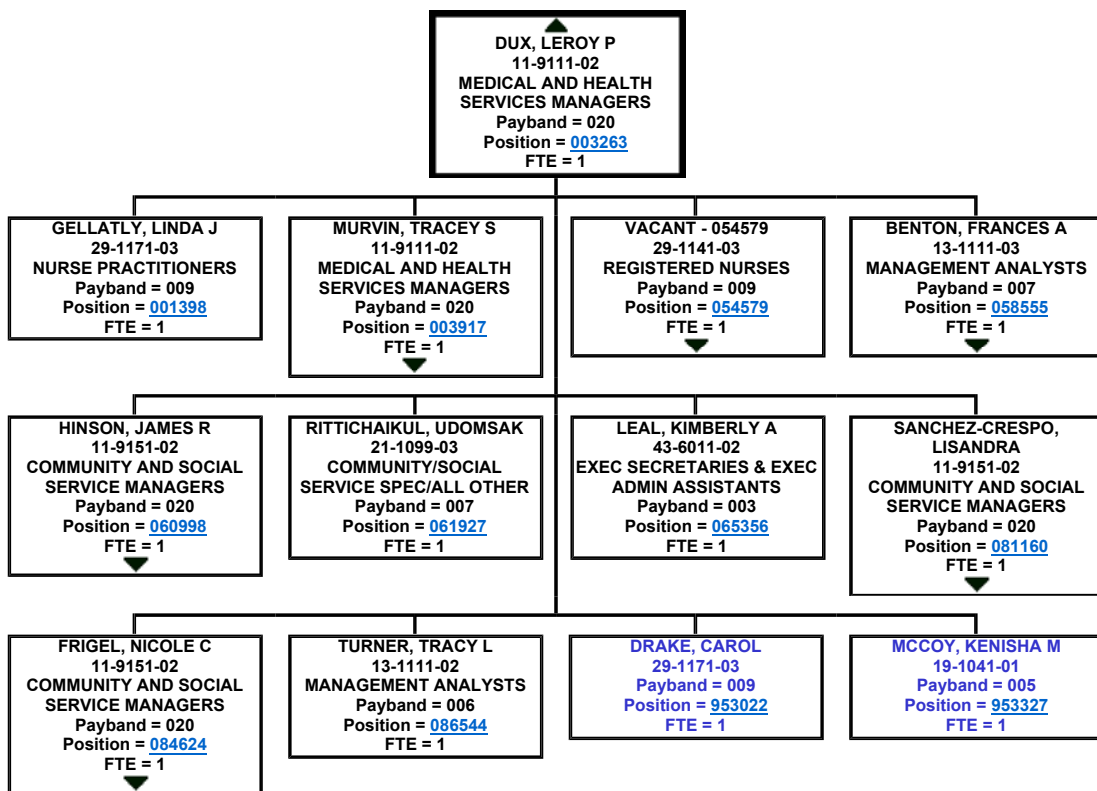 DUX, LEROY P
11-9111-02
MEDICAL AND HEALTH
SERVICES MANAGERS
Payband = 020
Position = 003263
FTE = 1
GELLATLY, LINDA J
29-1171-03
NURSE PRACTITIONERS
Payband = 009
Position = 001398
FTE = 1
MURVIN, TRACEY S
11-9111-02
MEDICAL AND HEALTH
SERVICES MANAGERS
Payband = 020
Position = 003917
FTE = 1
VACANT - 054579
29-1141-03
REGISTERED NURSES
Payband = 009
Position = 054579
FTE = 1
BENTON, FRANCES A
13-1111-03
MANAGEMENT ANALYSTS
Payband = 007
Position = 058555
FTE = 1
HINSON, JAMES R
11-9151-02
COMMUNITY AND SOCIAL
SERVICE MANAGERS
Payband = 020
Position = 060998
FTE = 1
RITTICHAIKUL, UDOMSAK
21-1099-03
COMMUNITY/SOCIAL
SERVICE SPEC/ALL OTHER
Payband = 007
Position = 061927
FTE = 1
LEAL, KIMBERLY A
43-6011-02
EXEC SECRETARIES & EXEC
ADMIN ASSISTANTS
Payband = 003
Position = 065356
FTE = 1
SANCHEZ-CRESPO,
LISANDRA
11-9151-02
COMMUNITY AND SOCIAL
SERVICE MANAGERS
Payband = 020
Position = 081160
FTE = 1
FRIGEL, NICOLE C
11-9151-02
COMMUNITY AND SOCIAL
SERVICE MANAGERS
Payband = 020
Position = 084624
FTE = 1
TURNER, TRACY L
13-1111-02
MANAGEMENT ANALYSTS
Payband = 006
Position = 086544
FTE = 1
DRAKE, CAROL
29-1171-03
Payband = 009
Position = 953022
FTE = 1
MCCOY, KENISHA M
19-1041-01
Payband = 005
Position = 953327
FTE = 1